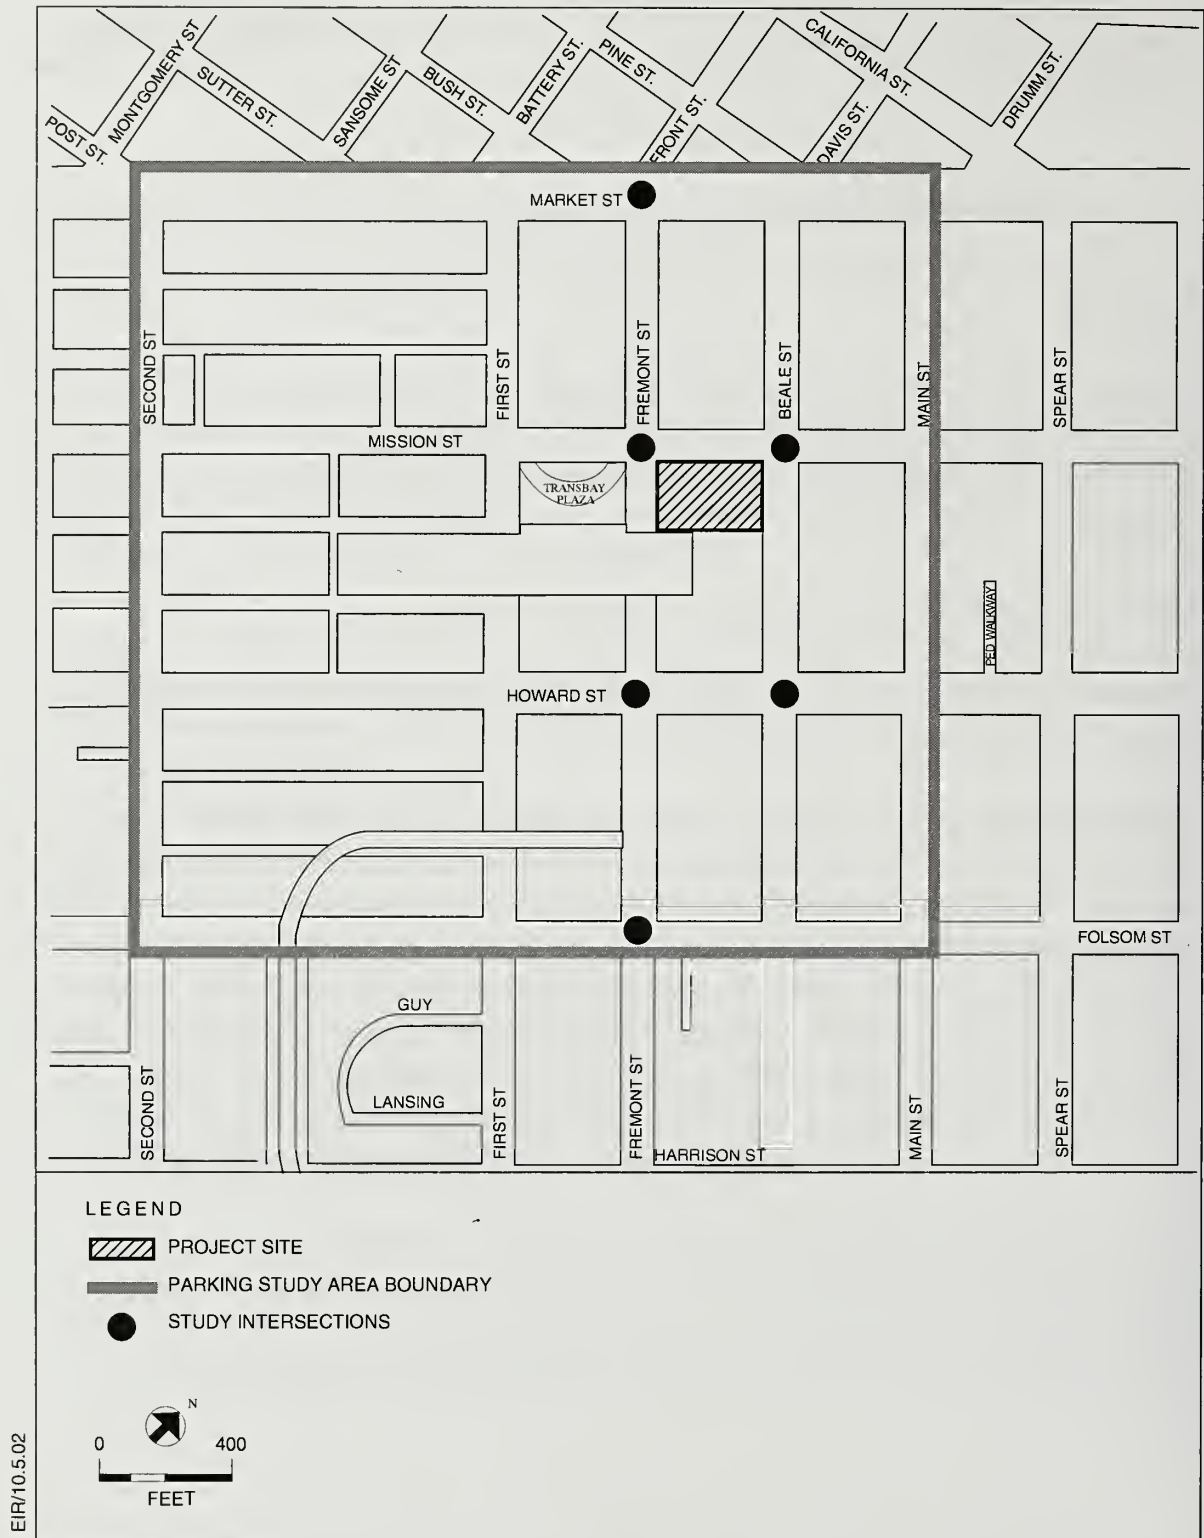 MONTGOMERY ST
POST ST.
SUTTER ST.
SANSOME ST
BUSH ST.
BATTERY ST.
PINE ST.
FRONT ST.
CALIFORNIA ST.
DAVIS ST.
DRUMM ST.
MARKET ST
SECOND ST
FIRST ST
FREMONT ST
BEALE ST
MAIN ST
SPEAR ST
MISSION ST
TRANSBAY
PLAZA
PED WALKWAY
HOWARD ST
FOLSOM ST
GUY
LANSING
SECOND ST
FIRST ST
FREMONT ST
HARRISON ST
MAIN ST
SPEAR ST
LEGEND
PROJECT SITE
PARKING STUDY AREA BOUNDARY
STUDY INTERSECTIONS
N
0 400
FEET
EIR/10.5.02